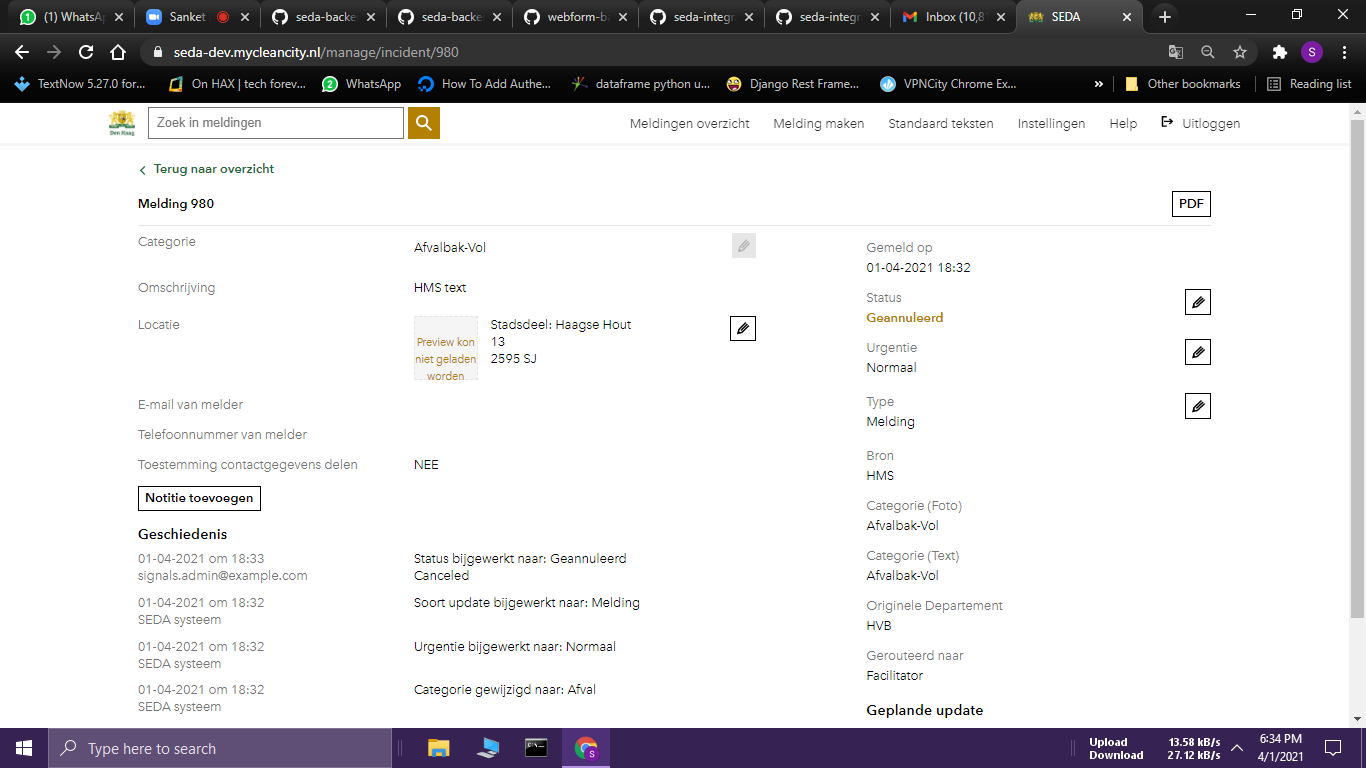 (1) WhatsA
Sanket
seda-backe
seda-backe
webform-ba
seda-integr
seda-integr
Inbox (10,8
SEDA
seda-dev.mycleancity.nl/manage/incident/980
S
TextNow 5.27.0 for...
On HAX | tech forev...
WhatsApp
How To Add Authe...
dataframe python u...
Django Rest Frame...
VPNCity Chrome Ex...
»
Other bookmarks
Reading list
Den Haag
Zoek in meldingen
Meldingen overzicht
Melding maken
Standaard teksten
Instellingen
Help
Uitloggen
Terug naar overzicht
Melding 980
PDF
Categorie
Afvalbak-Vol
Omschrijving
HMS text
Locatie
Preview kon
niet geladen
worden
Stadsdeel: Haagse Hout
13
2595 SJ
E-mail van melder
Telefoonnummer van melder
Toestemming contactgegevens delen
NEE
Notitie toevoegen
Geschiedenis
01-04-2021 om 18:33
signals.admin@example.com
Status bijgewerkt naar: Geannuleerd
Canceled
01-04-2021 om 18:32
SEDA systeem
Soort update bijgewerkt naar: Melding
01-04-2021 om 18:32
SEDA systeem
Urgentie bijgewerkt naar: Normaal
01-04-2021 om 18:32
SEDA systeem
Categorie gewijzigd naar: Afval
Gemeld op
01-04-2021 18:32
Status
Geannuleerd
Urgentie
Normaal
Type
Melding
Bron
HMS
Categorie (Foto)
Afvalbak-Vol
Categorie (Text)
Afvalbak-Vol
Originele Departement
HVB
Gerouteerd naar
Facilitator
Geplande update
Type here to search
Upload 13.58 kB/s
Download 27.12 kB/s
6:34 PM
4/1/2021